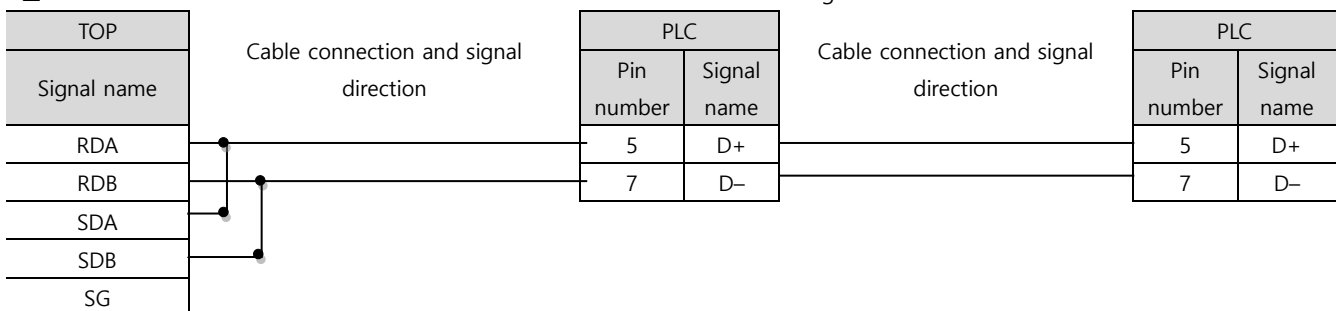 TOP
Cable connection and signal direction
PLC
Cable connection and signal direction
PLC
Signal name
Pin number
Signal name
Pin number
Signal name
RDA
5
D+
5
D+
RDB
7
D–
7
D–
SDA
SDB
SG